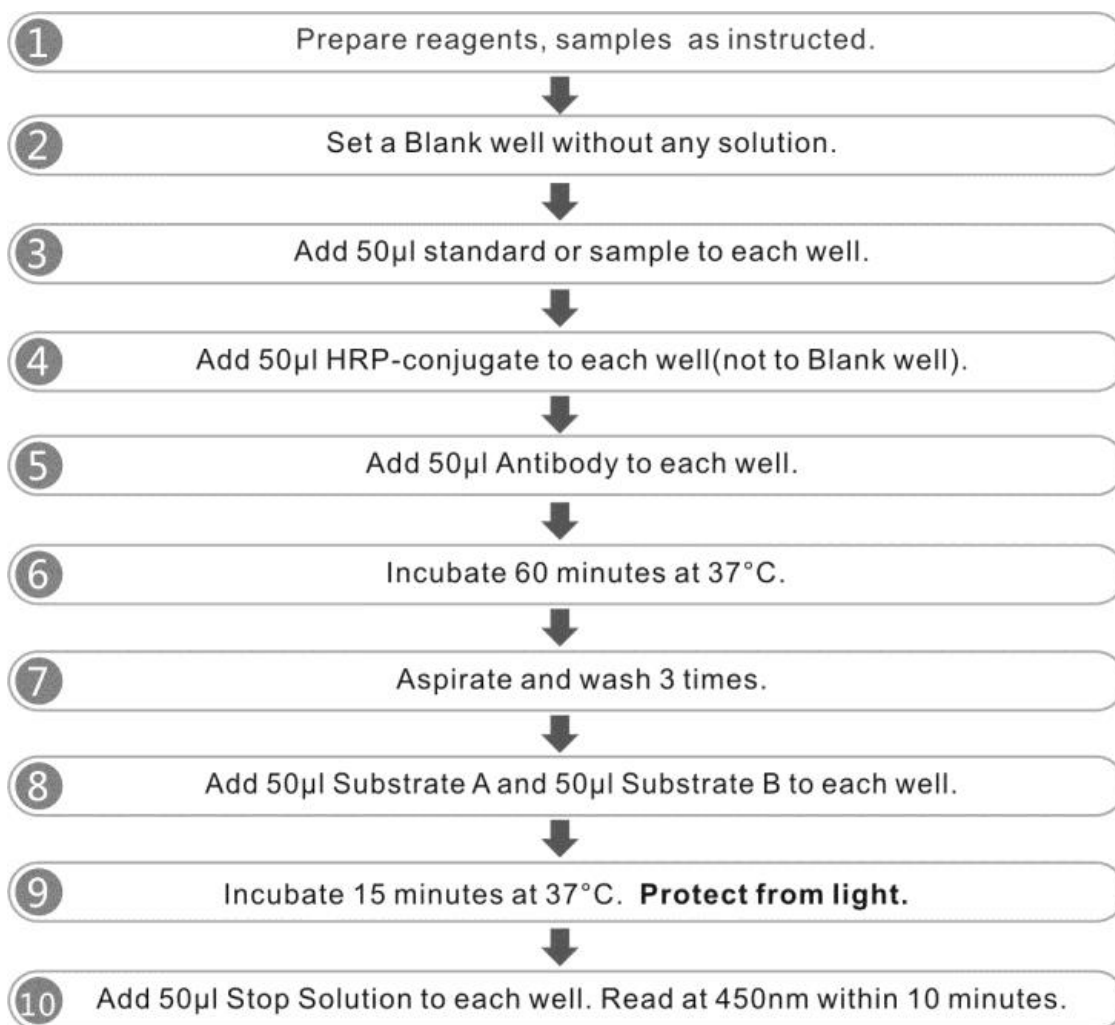 1 Prepare reagents, samples as instructed.
2 Set a Blank well without any solution.
3 Add 50µl standard or sample to each well.
4 Add 50µl HRP-conjugate to each well(not to Blank well).
5 Add 50µl Antibody to each well.
6 Incubate 60 minutes at 37°C.
7 Aspirate and wash 3 times.
8 Add 50µl Substrate A and 50µl Substrate B to each well.
9 Incubate 15 minutes at 37°C. Protect from light.
10 Add 50µl Stop Solution to each well. Read at 450nm within 10 minutes.